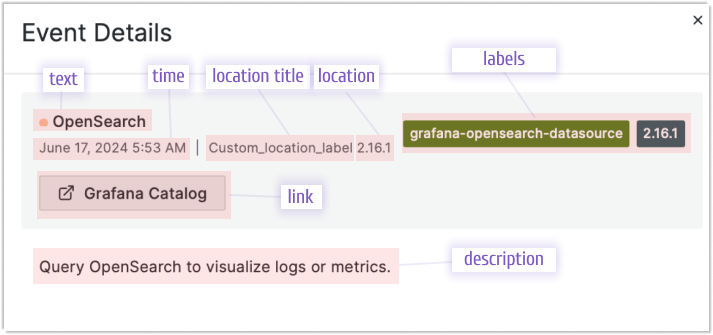 Event Details
×
labels
text
time
location title
location
OpenSearch
grafana-opensearch-datasource
2.16.1
June 17, 2024 5:53 AM | Custom_location_label 2.16.1
Grafana Catalog
link
Query OpenSearch to visualize logs or metrics.
description